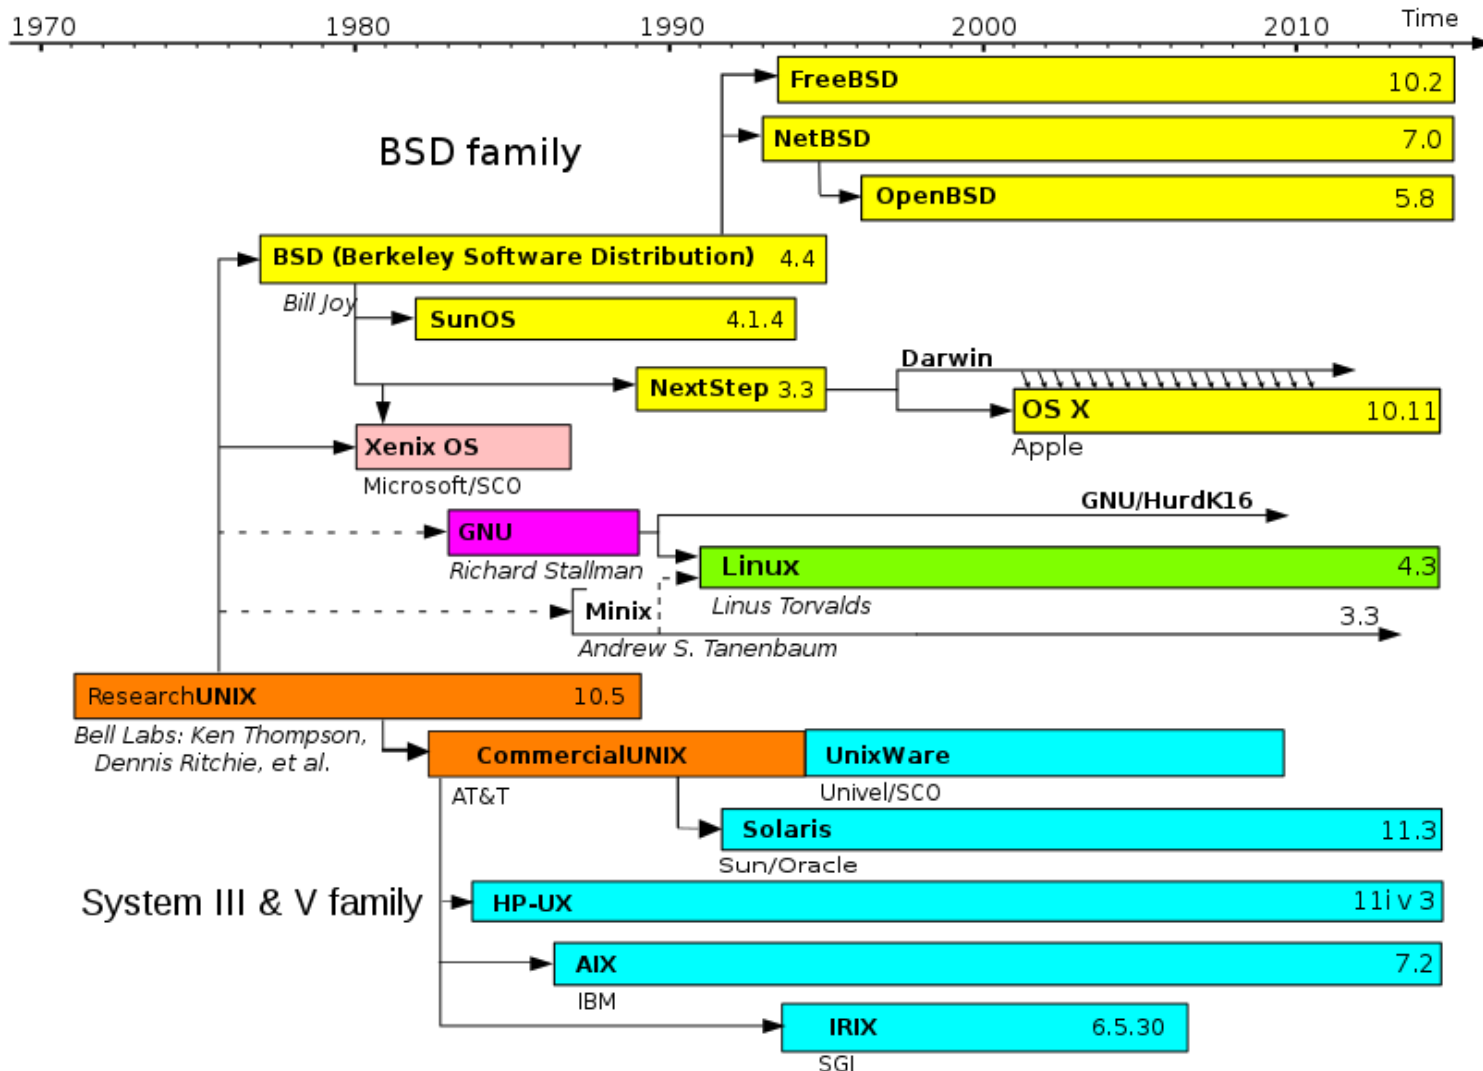 1970 1980 1990 2000 2010 Time
FreeBSD 10.2
BSD family
NetBSD 7.0
OpenBSD 5.8
BSD (Berkeley Software Distribution) 4.4
Bill Joy
SunOS 4.1.4
Darwin
NextStep 3.3
OS X 10.11
Apple
Xenix OS
Microsoft/SCO
GNU/HurdK16
GNU
Richard Stallman
Linux 4.3
Linus Torvalds
Minix 3.3
Andrew S. Tanenbaum
ResearchUNIX 10.5
Bell Labs: Ken Thompson,
Dennis Ritchie, et al.
CommercialUNIX
AT&T
UnixWare
Univel/SCO
Solaris 11.3
Sun/Oracle
System III & V family
HP-UX 11i v 3
AIX 7.2
IBM
IRIX 6.5.30
SGI